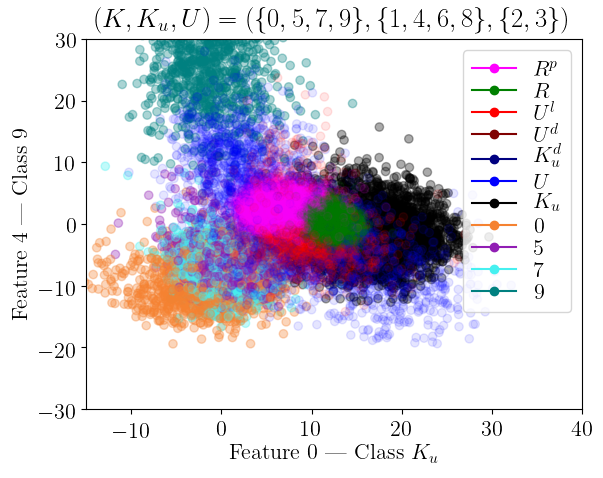 (K, K_u, U) = ({0, 5, 7, 9}, {1, 4, 6, 8}, {2, 3})
30
20
10
0
−10
−20
−30
Feature 4 — Class 9
R^p
R
U^l
U^d
K_u^d
U
K_u
0
5
7
9
−10
0
10
20
30
40
Feature 0 — Class K_u